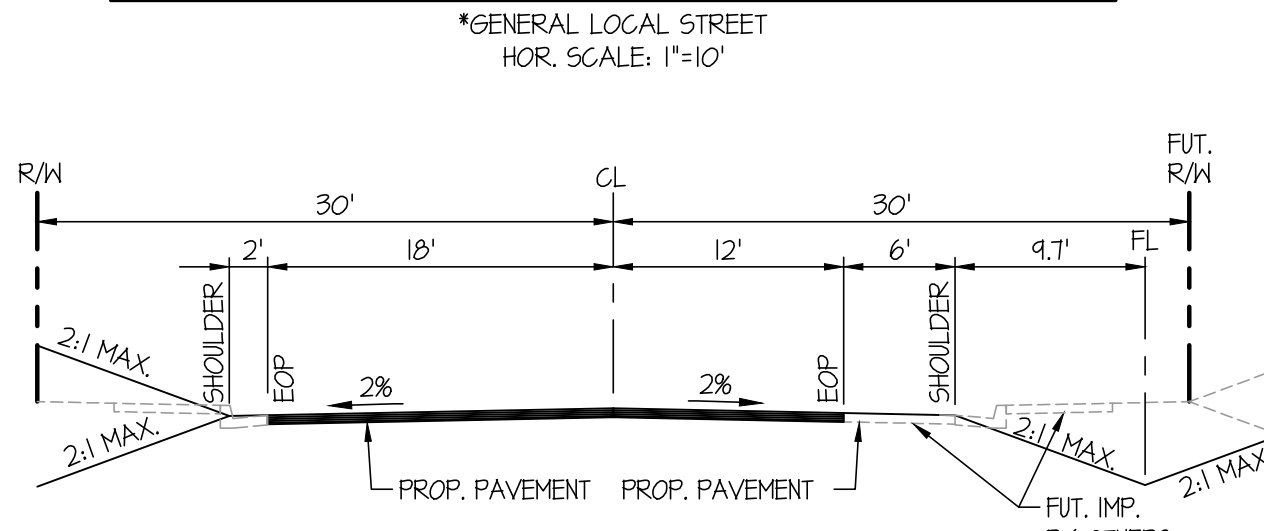 *GENERAL LOCAL STREET
HOR. SCALE: 1"=10'
R/W
CL
FUT.
R/W
30'
30'
2'
18'
12'
6'
9.7'
FL
SHOULDER
EOP
EOP
SHOULDER
2:1 MAX.
2%
2%
2:1 MAX.
2:1 MAX.
2:1 MAX
PROP. PAVEMENT
PROP. PAVEMENT
FUT. IMP.